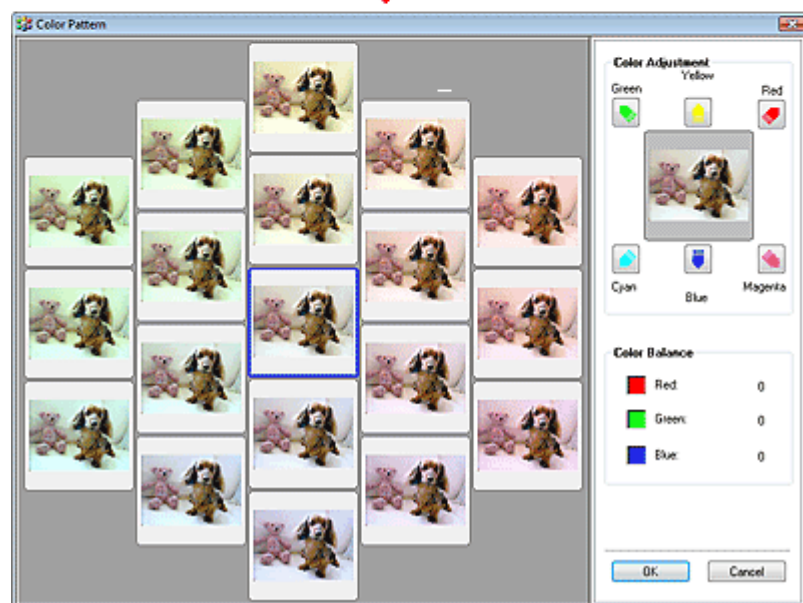 Color Pattern
Color Adjustment
Yellow
Green
Red
Cyan
Blue
Magenta
Color Balance
Red: 0
Green: 0
Blue: 0
OK
Cancel